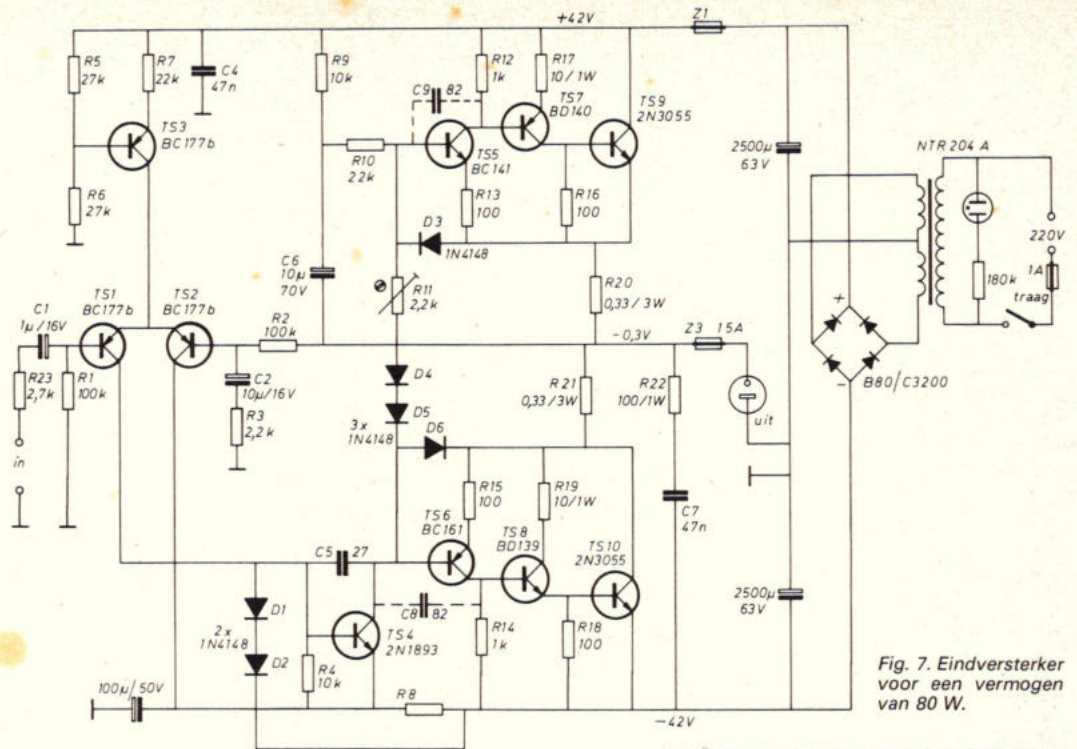 +42V
Z1
R5
27k
R7
22k
C4
47n
R9
10k
R12
1k
R17
10/1W
C9
82
TS7
BD140
TS9
2N3055
TS3
BC177b
R10
22k
TS5
BC141
R6
27k
R13
100
R16
100
D3
1N4148
2500µ
63V
NTR 204 A
220V
1A
traag
180k
C6
10µ
70V
R11
2,2k
R20
0,33/3W
C1
1µ/16V
TS1
BC177b
TS2
BC177b
R2
100k
-0,3V
Z3 1 5A
+
-
B80/C3200
R23
2,7k
R1
100k
C2
10µ/16V
R3
2,2k
D4
D5
3x
1N4148
D6
R21
0,33/3W
R22
100/1W
uit
in
R15
100
R19
10/1W
C7
47n
TS6
BC161
TS8
BD139
TS10
2N3055
C5
27
D1
2x
1N4148
D2
C8
82
TS4
2N1893
R4
10k
R14
1k
R18
100
2500µ
63V
100µ/50V
R8
-42V
Fig. 7. Eindversterker
voor een vermogen
van 80 W.